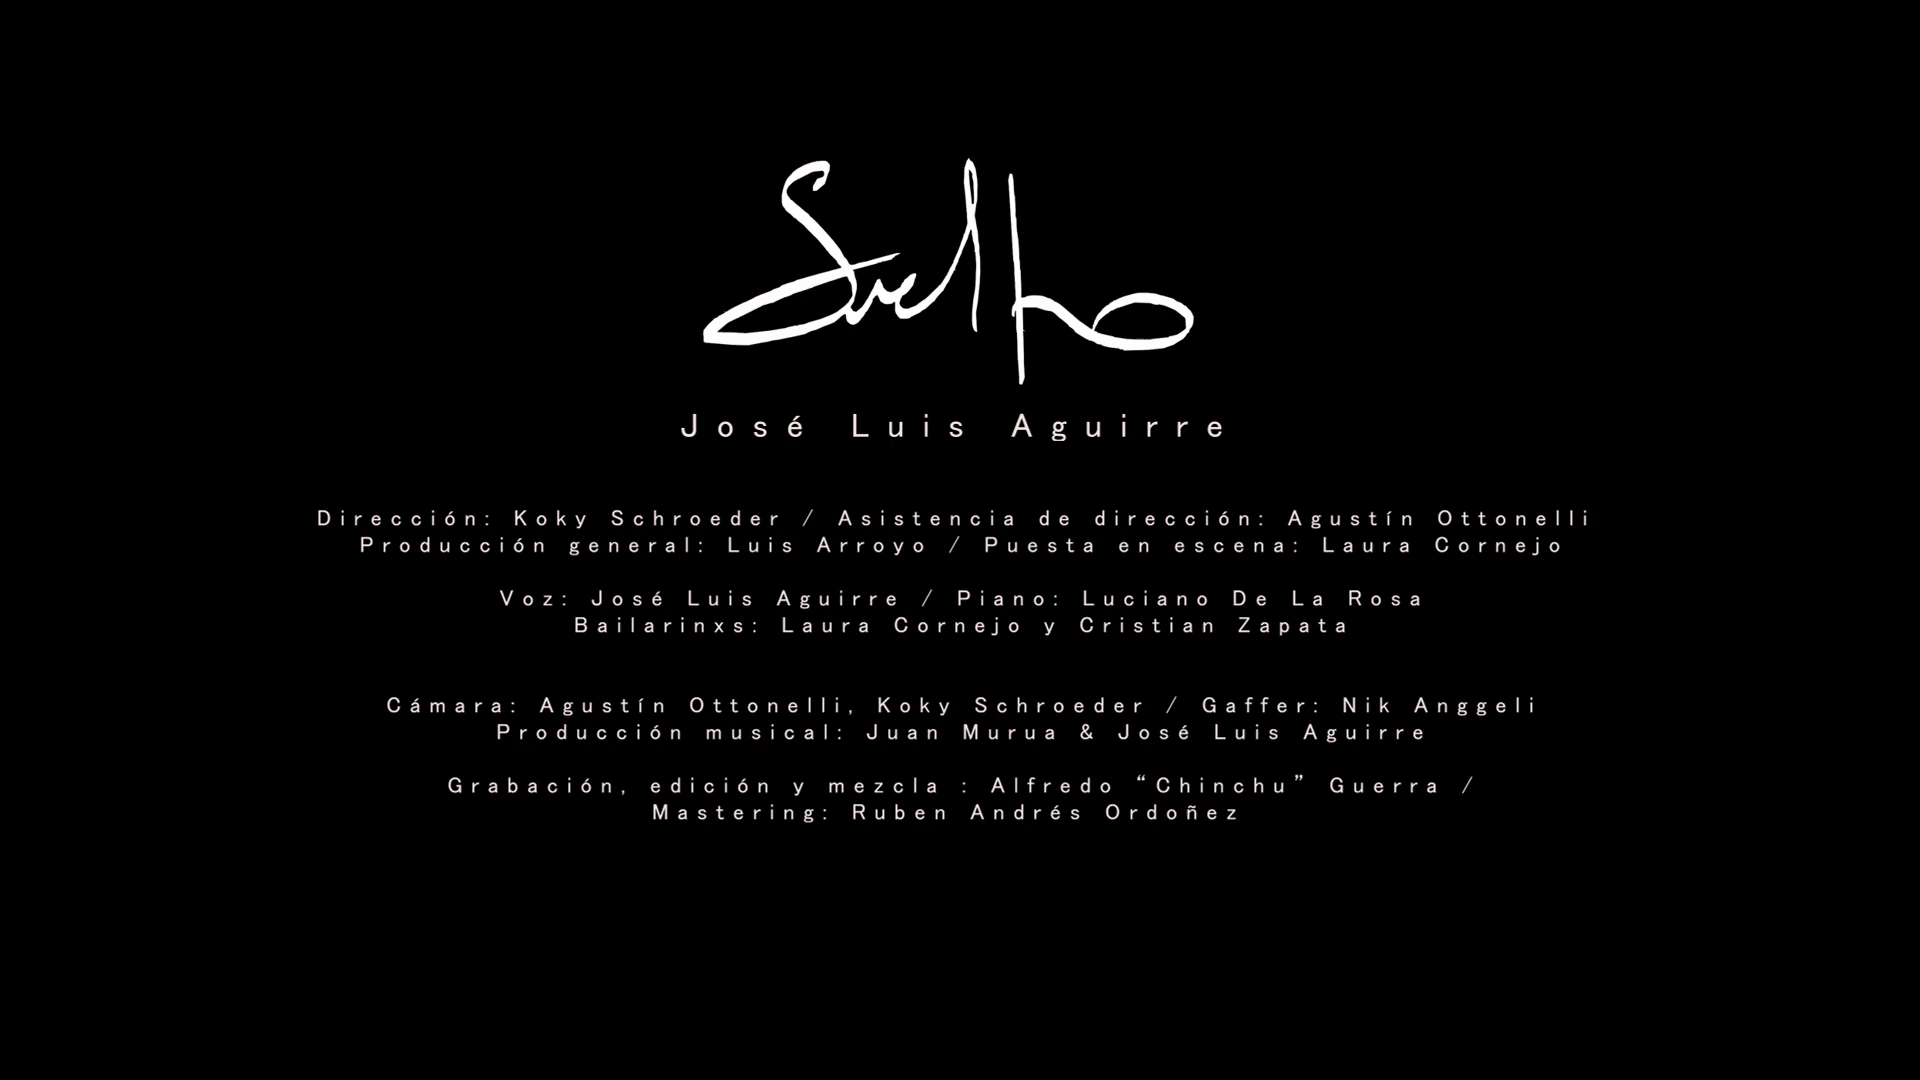 Suelto
José Luis Aguirre
Dirección: Koky Schroeder / Asistencia de dirección: Agustín Ottonelli
Producción general: Luis Arroyo / Puesta en escena: Laura Cornejo
Voz: José Luis Aguirre / Piano: Luciano De La Rosa
Bailarinxs: Laura Cornejo y Cristian Zapata
Cámara: Agustín Ottonelli, Koky Schroeder / Gaffer: Nik Anggeli
Producción musical: Juan Murua & José Luis Aguirre
Grabación, edición y mezcla : Alfredo “Chinchu” Guerra /
Mastering: Ruben Andrés Ordoñez